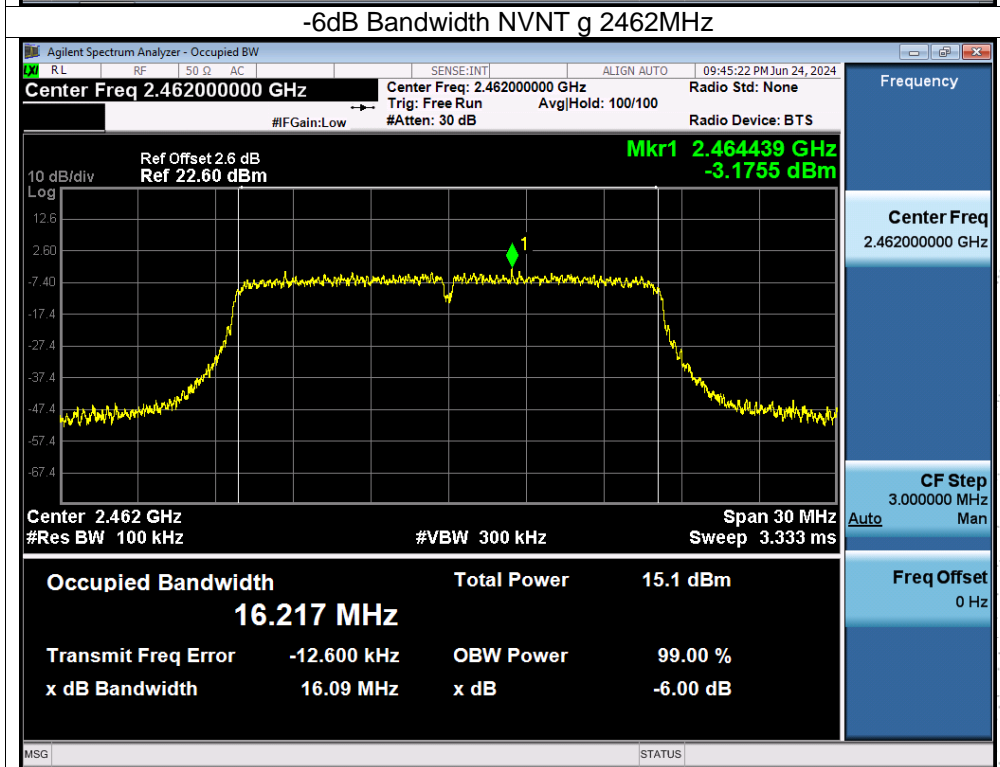 -6dB Bandwidth NVNT g 2462MHz
Agilent Spectrum Analyzer - Occupied BW
LXI RL RF 50 Ω AC SENSE:INT ALIGN AUTO 09:45:22 PM Jun 24, 2024
Center Freq 2.462000000 GHz
Center Freq: 2.462000000 GHz Radio Std: None
Trig: Free Run Avg|Hold: 100/100
#IFGain:Low #Atten: 30 dB Radio Device: BTS
Frequency
Mkr1 2.464439 GHz
-3.1755 dBm
Ref Offset 2.6 dB
10 dB/div Ref 22.60 dBm
Log
12.6
2.60
-7.40
-17.4
-27.4
-37.4
-47.4
-57.4
-67.4
1
Center 2.462 GHz Span 30 MHz
#Res BW 100 kHz #VBW 300 kHz Sweep 3.333 ms
Center Freq
2.462000000 GHz
CF Step
3.000000 MHz
Auto Man
Freq Offset
0 Hz
Occupied Bandwidth Total Power 15.1 dBm
16.217 MHz
Transmit Freq Error -12.600 kHz OBW Power 99.00 %
x dB Bandwidth 16.09 MHz x dB -6.00 dB
MSG STATUS